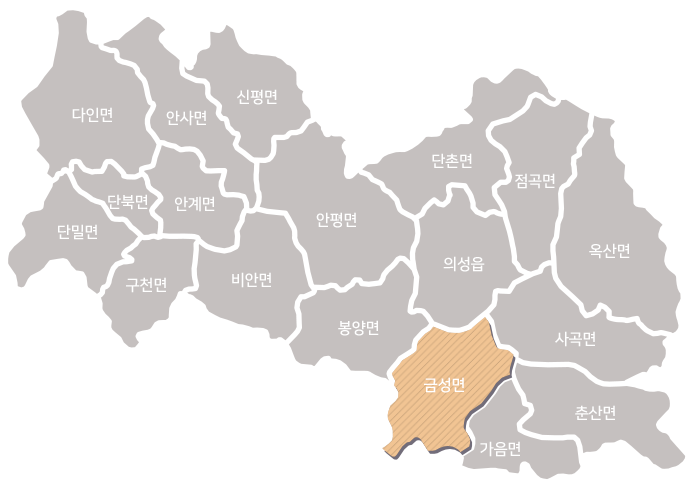 신평면
다인면
안사면
단촌면
점곡면
단북면
안계면
안평면
단밀면
옥산면
의성읍
비안면
구천면
봉양면
사곡면
금성면
춘산면
가음면